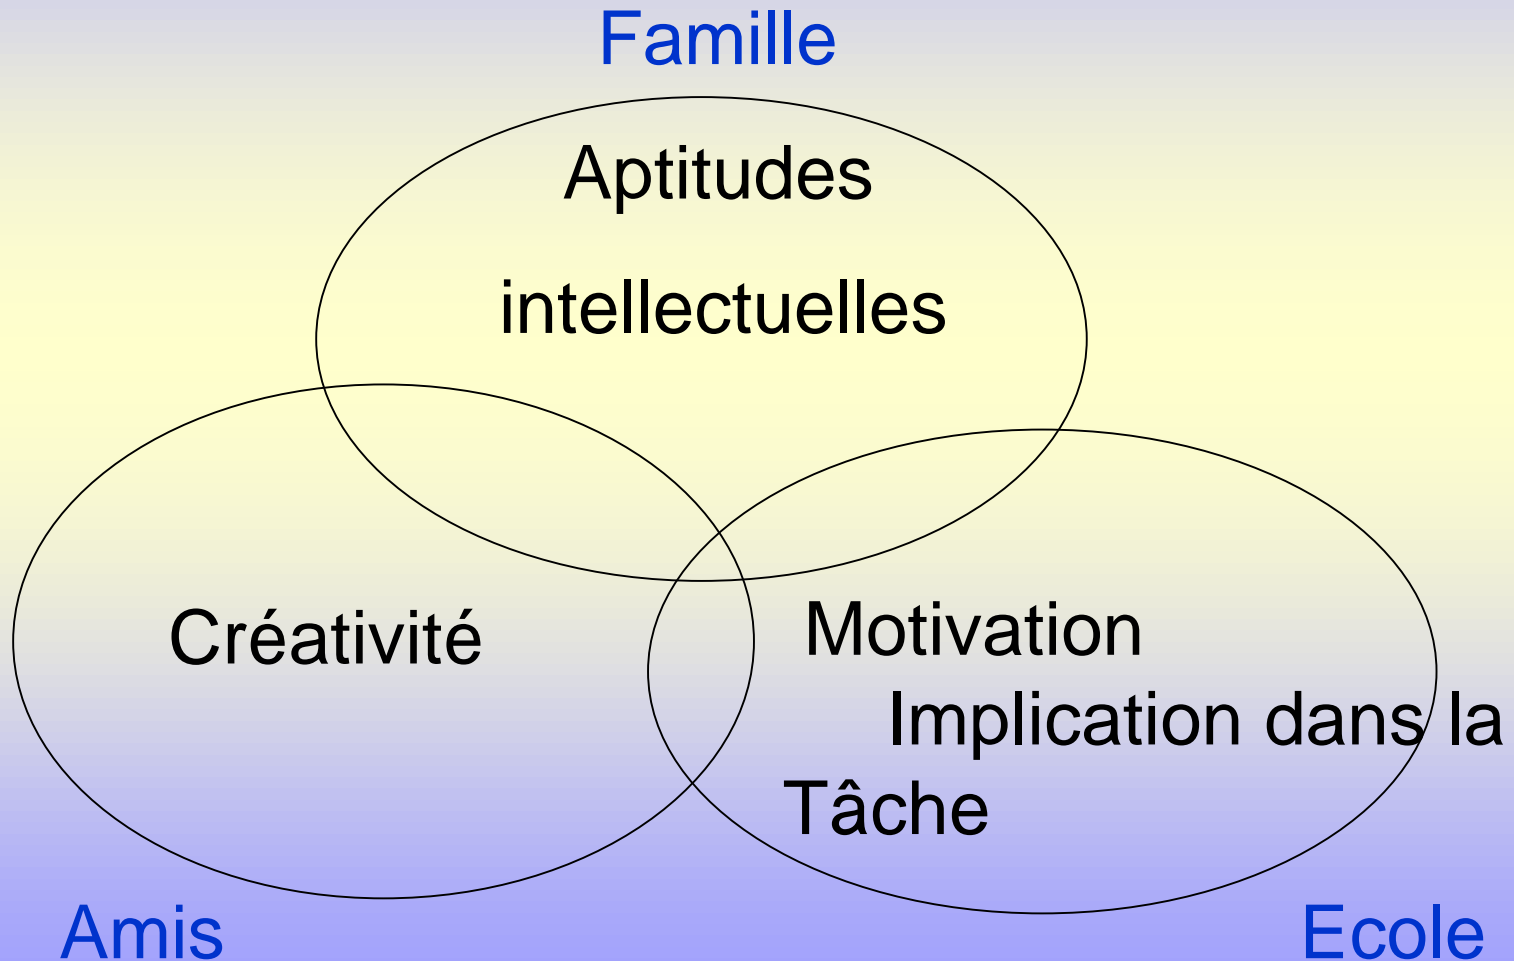 Famille
Aptitudes
intellectuelles
Créativité
Motivation
Implication dans la
Tâche
Amis
Ecole